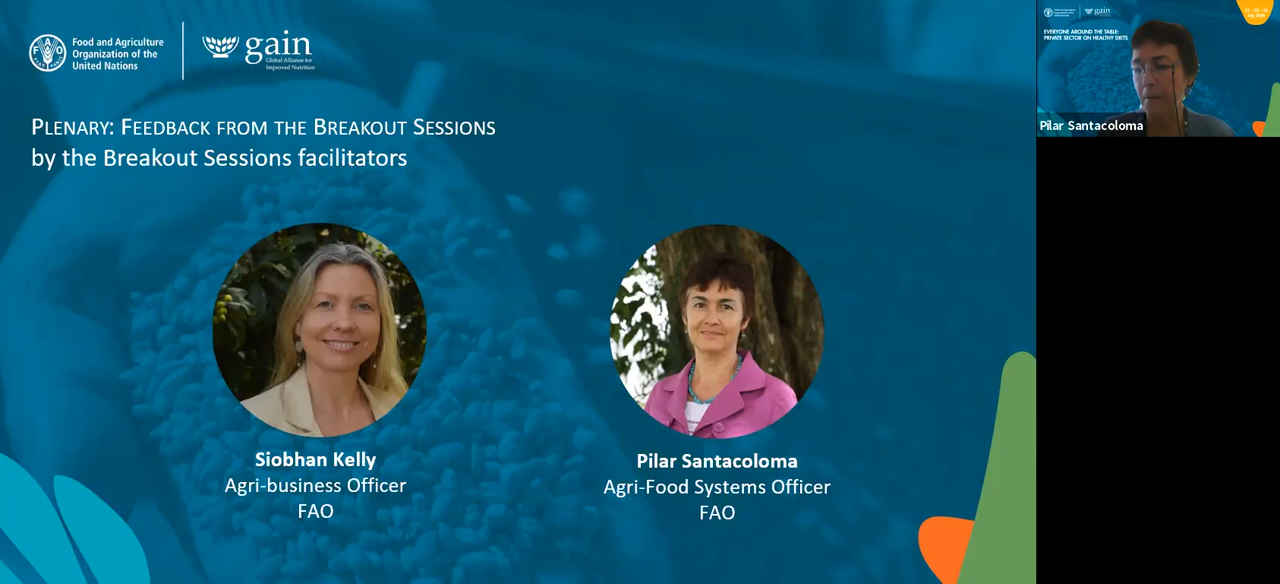 Food and Agriculture
Organization of the
United Nations
gain
Global Alliance for
Improved Nutrition
PLENARY: FEEDBACK FROM THE BREAKOUT SESSIONS
by the Breakout Sessions facilitators
Siobhan Kelly
Agri-business Officer
FAO
Pilar Santacoloma
Agri-Food Systems Officer
FAO
gain
EVERYONE AROUND THE TABLE:
PRIVATE SECTOR ON HEALTHY DIETS
Pilar Santacoloma